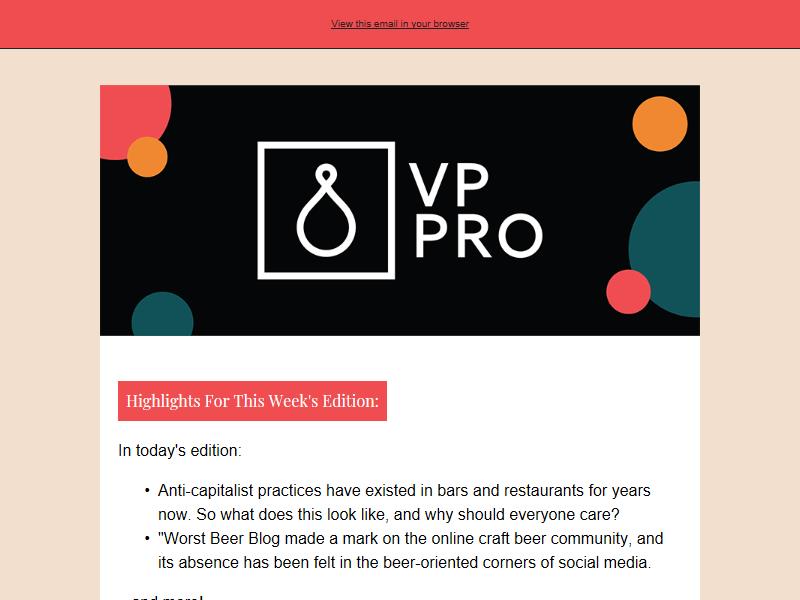 View this email in your browser
VP
PRO
Highlights For This Week's Edition:
In today's edition:
• Anti-capitalist practices have existed in bars and restaurants for years
now. So what does this look like, and why should everyone care?
• "Worst Beer Blog made a mark on the online craft beer community, and
its absence has been felt in the beer-oriented corners of social media.
and more!